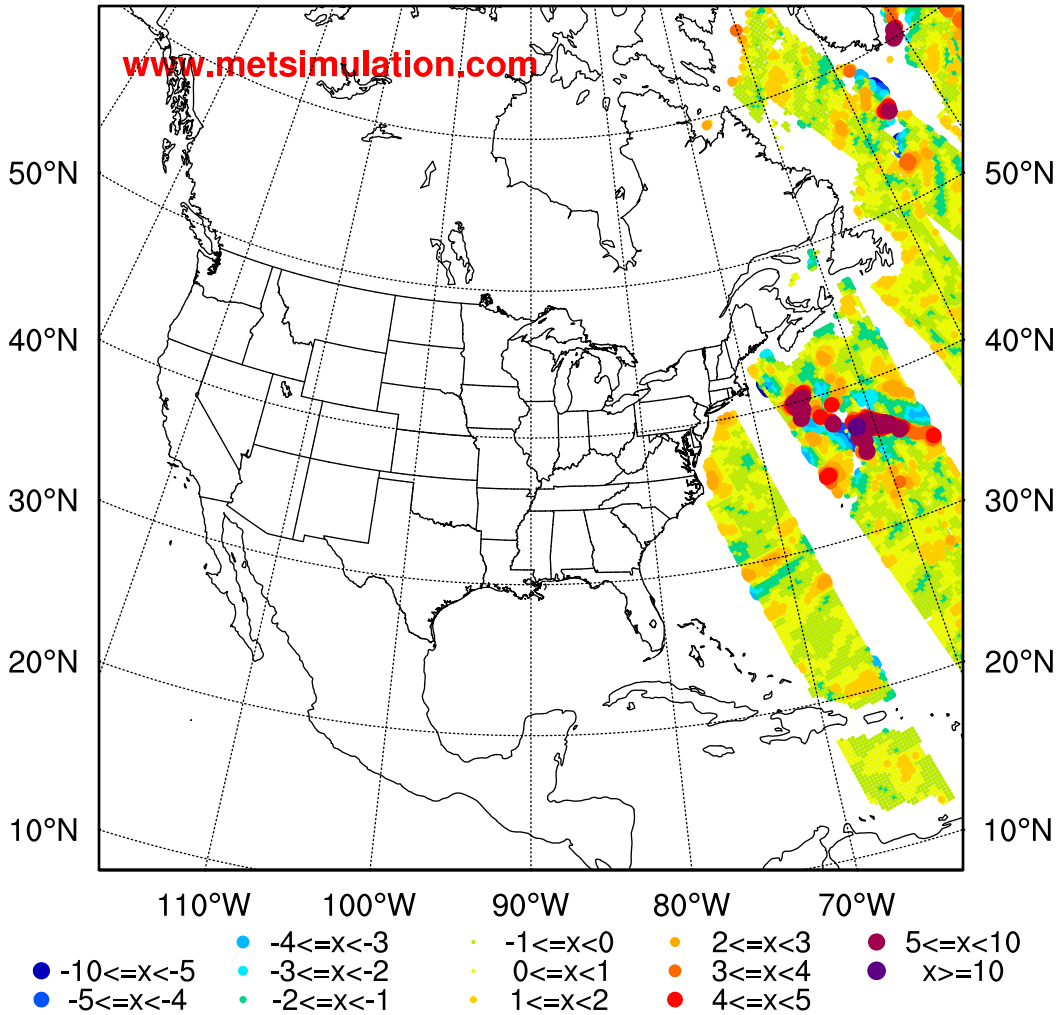 www.metsimulation.com
50°N 50°N
40°N 40°N
30°N 30°N
20°N 20°N
10°N 10°N
110°W 100°W 90°W 80°W 70°W
-4<=x<-3 -1<=x<0 2<=x<3 5<=x<10
-10<=x<-5 -3<=x<-2 0<=x<1 3<=x<4 x>=10
-5<=x<-4 -2<=x<-1 1<=x<2 4<=x<5